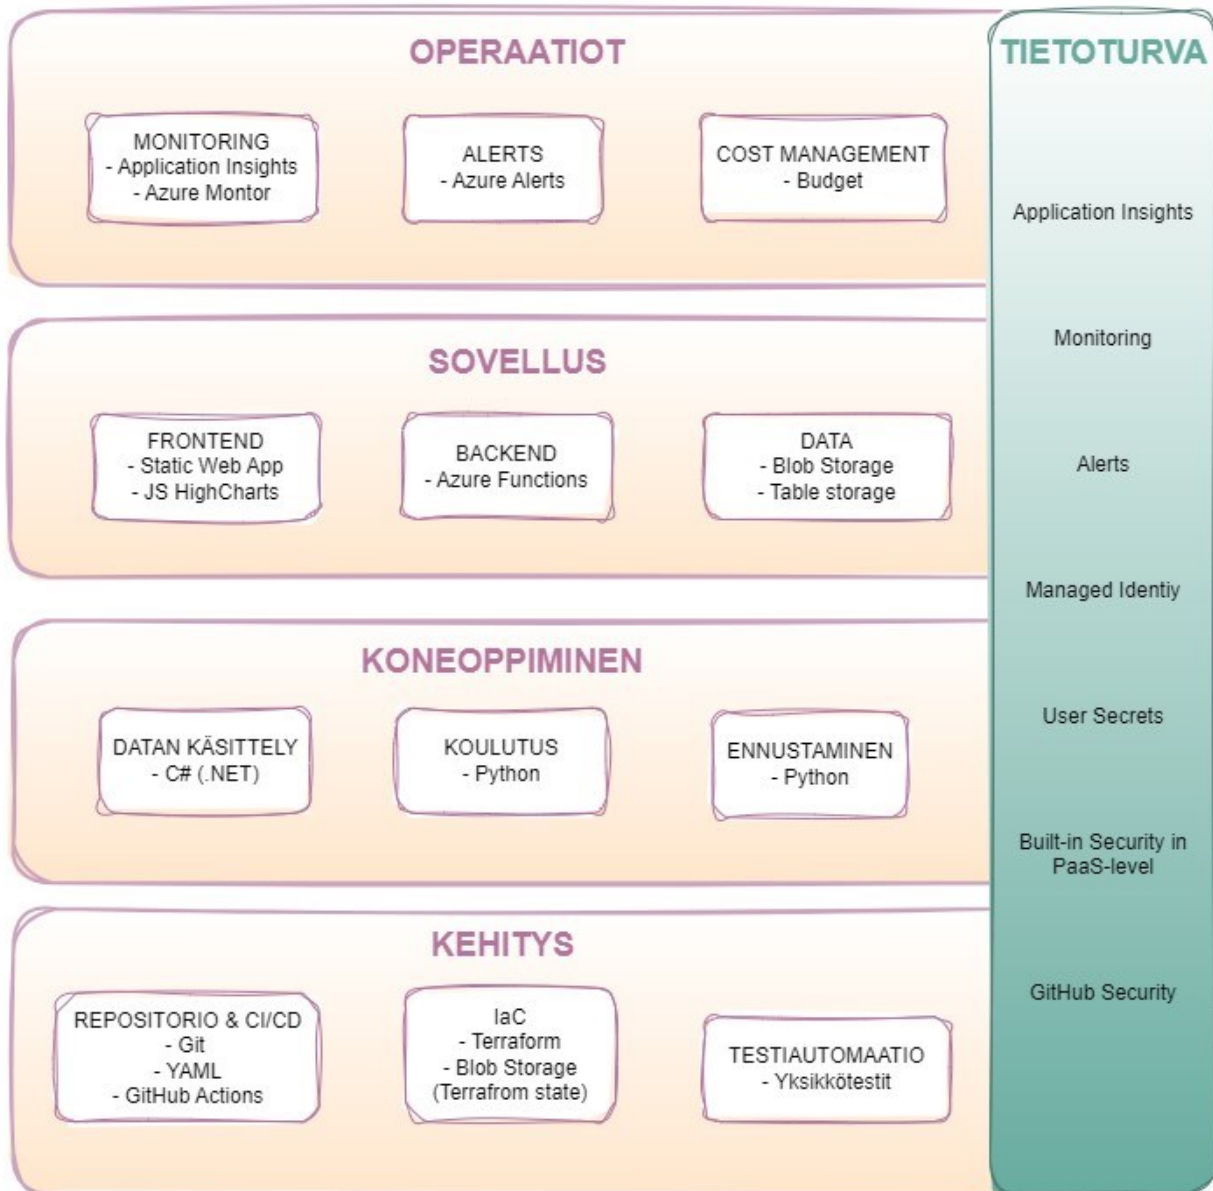 OPERAATIOT
MONITORING
- Application Insights
- Azure Montor
ALERTS
- Azure Alerts
COST MANAGEMENT
- Budget
SOVELLUS
FRONTEND
- Static Web App
- JS HighCharts
BACKEND
- Azure Functions
DATA
- Blob Storage
- Table storage
KONEOPPIMINEN
DATAN KÄSITTELY
- C# (.NET)
KOULUTUS
- Python
ENNUSTAMINEN
- Python
KEHITYS
REPOSITORIO & CI/CD
- Git
- YAML
- GitHub Actions
IaC
- Terraform
- Blob Storage
(Terrafrom state)
TESTIAUTOMAATIO
- Yksikkötestit
TIETOTURVA
Application Insights
Monitoring
Alerts
Managed Identiy
User Secrets
Built-in Security in
PaaS-level
GitHub Security